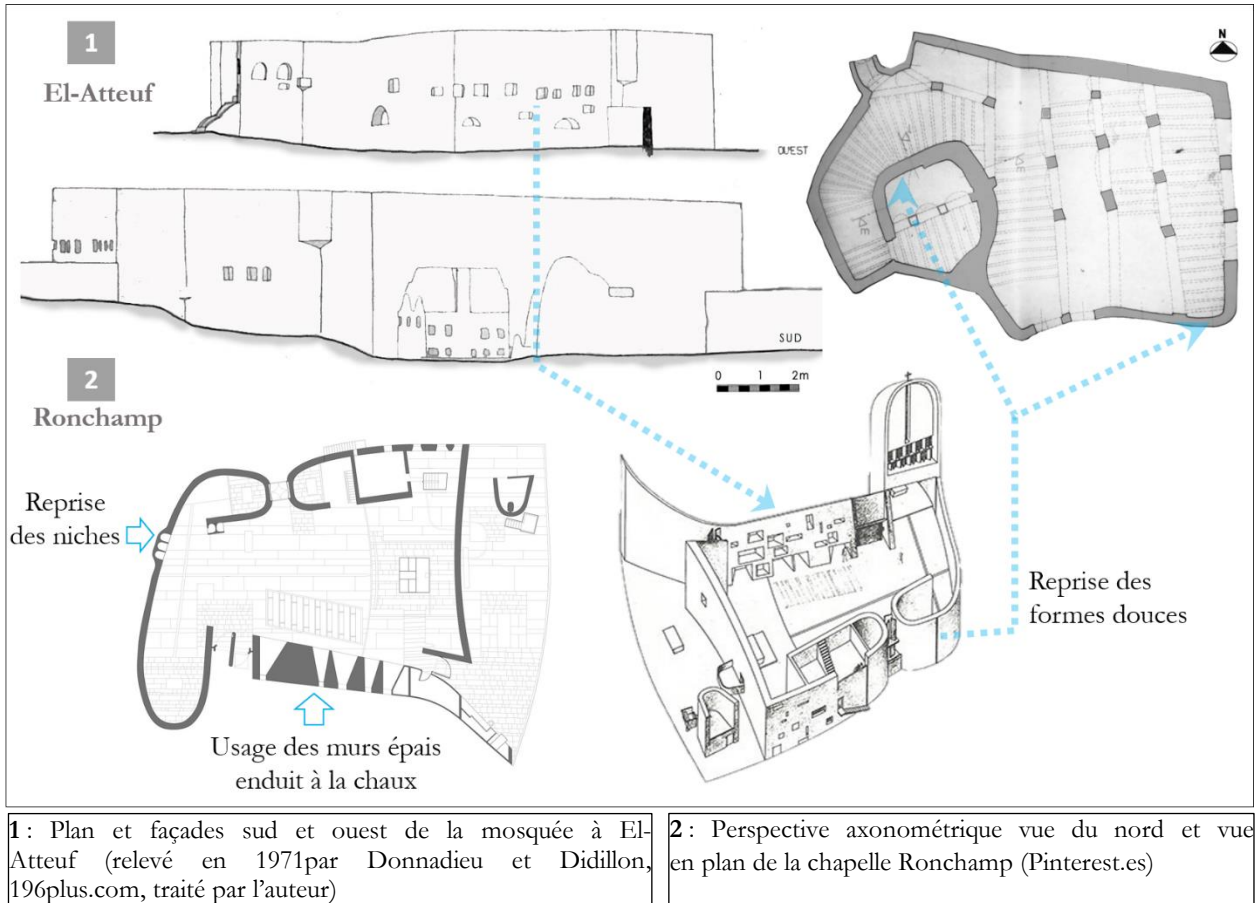 1
El-Atteuf
N
OUEST
SUD
0 1 2m
2
Ronchamp
Reprise
des niches
Usage des murs épais
enduit à la chaux
Reprise des
formes douces
1 : Plan et façades sud et ouest de la mosquée à El-
Atteuf (relevé en 1971par Donnadieu et Didillon,
196plus.com, traité par l’auteur)
2 : Perspective axonométrique vue du nord et vue
en plan de la chapelle Ronchamp (Pinterest.es)